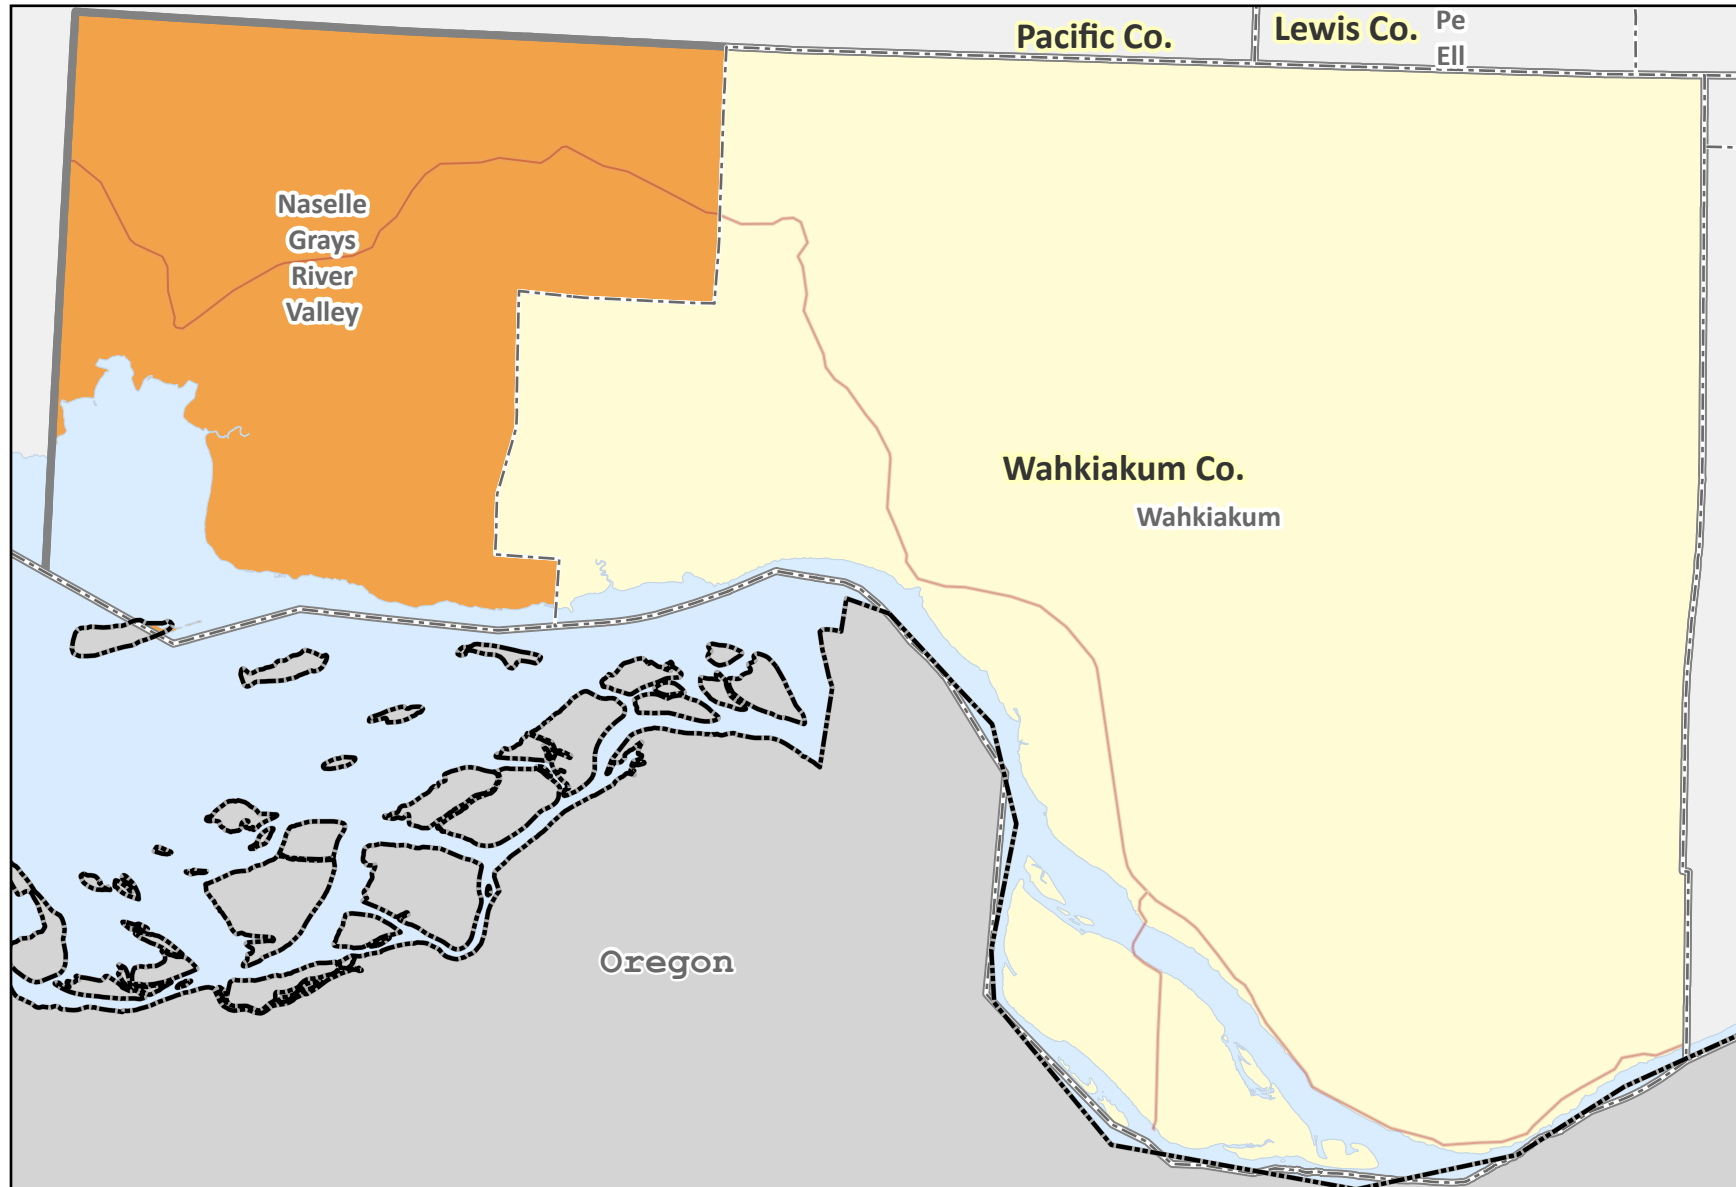 Pacific Co.
Lewis Co.
Pe
Ell
Naselle
Grays
River
Valley
Wahkiakum Co.
Wahkiakum
Oregon